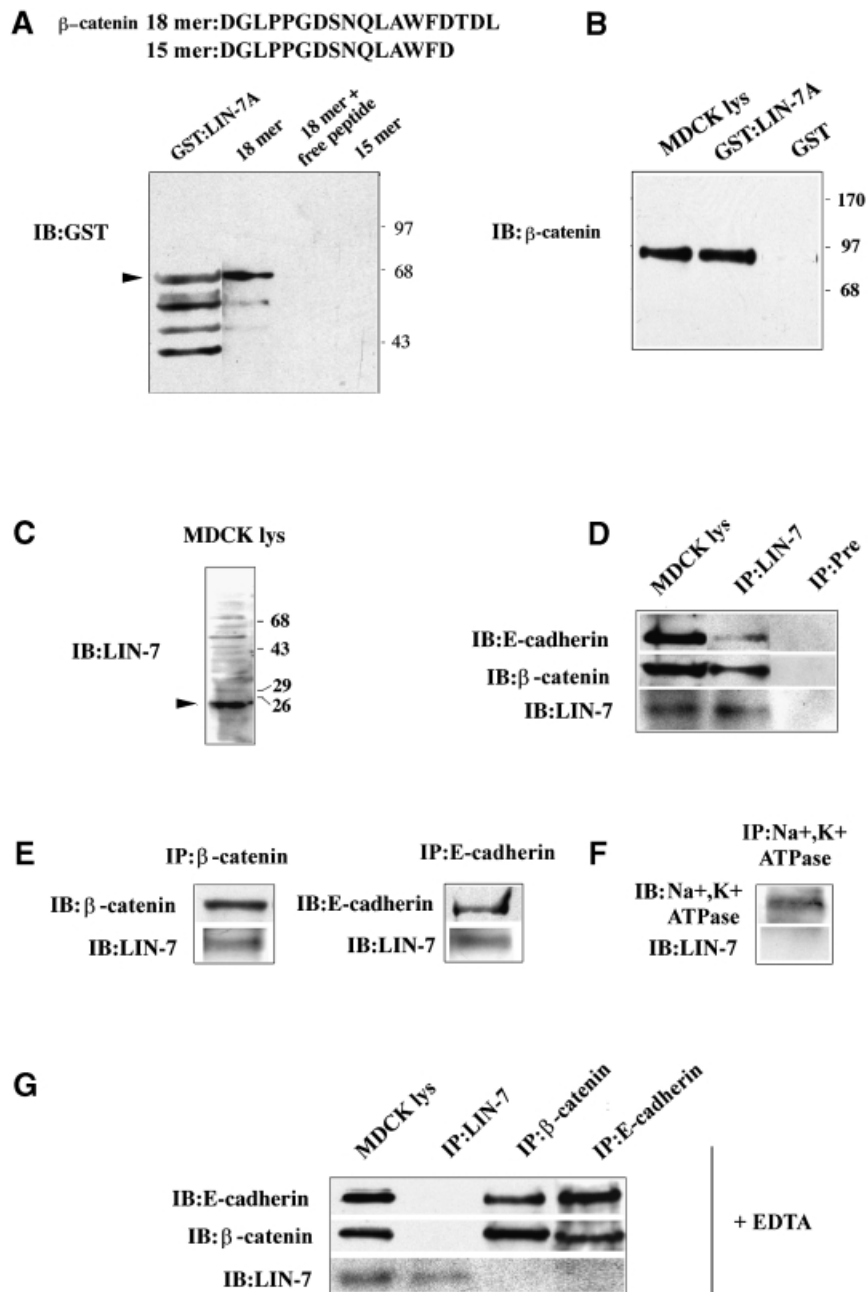 A
β-catenin 18 mer:DGLPPGDSNQLAWFDTDL
15 mer:DGLPPGDSNQLAWFD
GST:LIN-7A
18 mer
18 mer +
free peptide
15 mer
IB:GST
97
68
43
B
MDCK lys
GST:LIN-7A
GST
IB:β-catenin
170
97
68
C
MDCK lys
IB:LIN-7
68
43
29
26
D
MDCK lys
IP:LIN-7
IP:Pre
IB:E-cadherin
IB:β-catenin
IB:LIN-7
E
IP:β-catenin
IB:β-catenin
IB:LIN-7
IP:E-cadherin
IB:E-cadherin
IB:LIN-7
F
IP:Na+,K+
ATPase
IB:Na+,K+
ATPase
IB:LIN-7
G
MDCK lys
IP:LIN-7
IP:β-catenin
IP:E-cadherin
IB:E-cadherin
IB:β-catenin
IB:LIN-7
+ EDTA